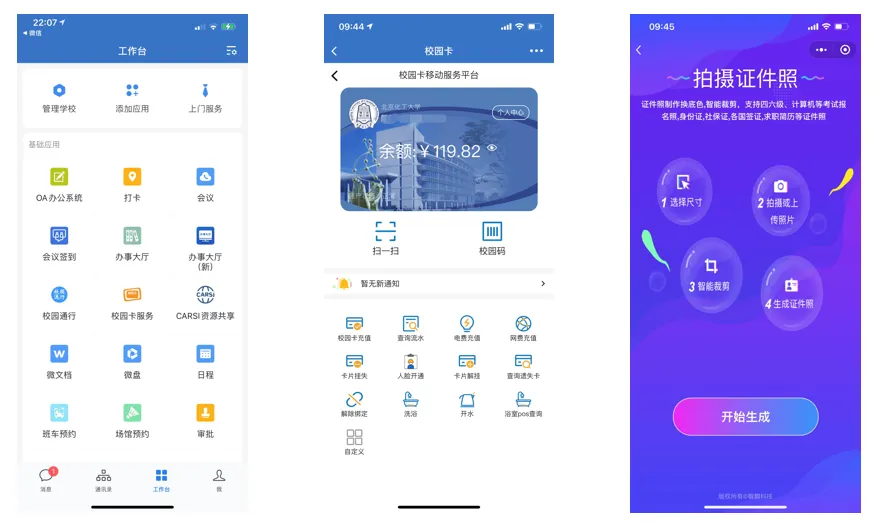 22:07
◀ 微信
工作台
管理学校
添加应用
上门服务
基础应用
OA办公系统
打卡
会议
会议签到
办事大厅
办事大厅
(新)
校园通行
校园卡服务
CARSI
CARSI资源共享
W
微文档
微盘
日程
班车预约
场馆预约
审批
1
消息
通讯录
工作台
我
09:44
校园卡
校园卡移动服务平台
北京化工大学
个人中心
余额:￥119.82
扫一扫
校园码
暂无新通知
校园卡充值
查询流水
电费充值
网费充值
卡片挂失
人脸开通
卡片解挂
查询遗失卡
解除绑定
洗浴
开水
浴室pos查询
自定义
09:45
拍摄证件照
证件照制作换底色,智能裁剪，支持四六级、计算机等考试报
名照,身份证,社保证,各国签证,求职简历等证件照
1 选择尺寸
2 拍摄或上
传照片
3 智能裁剪
4 生成证件照
开始生成